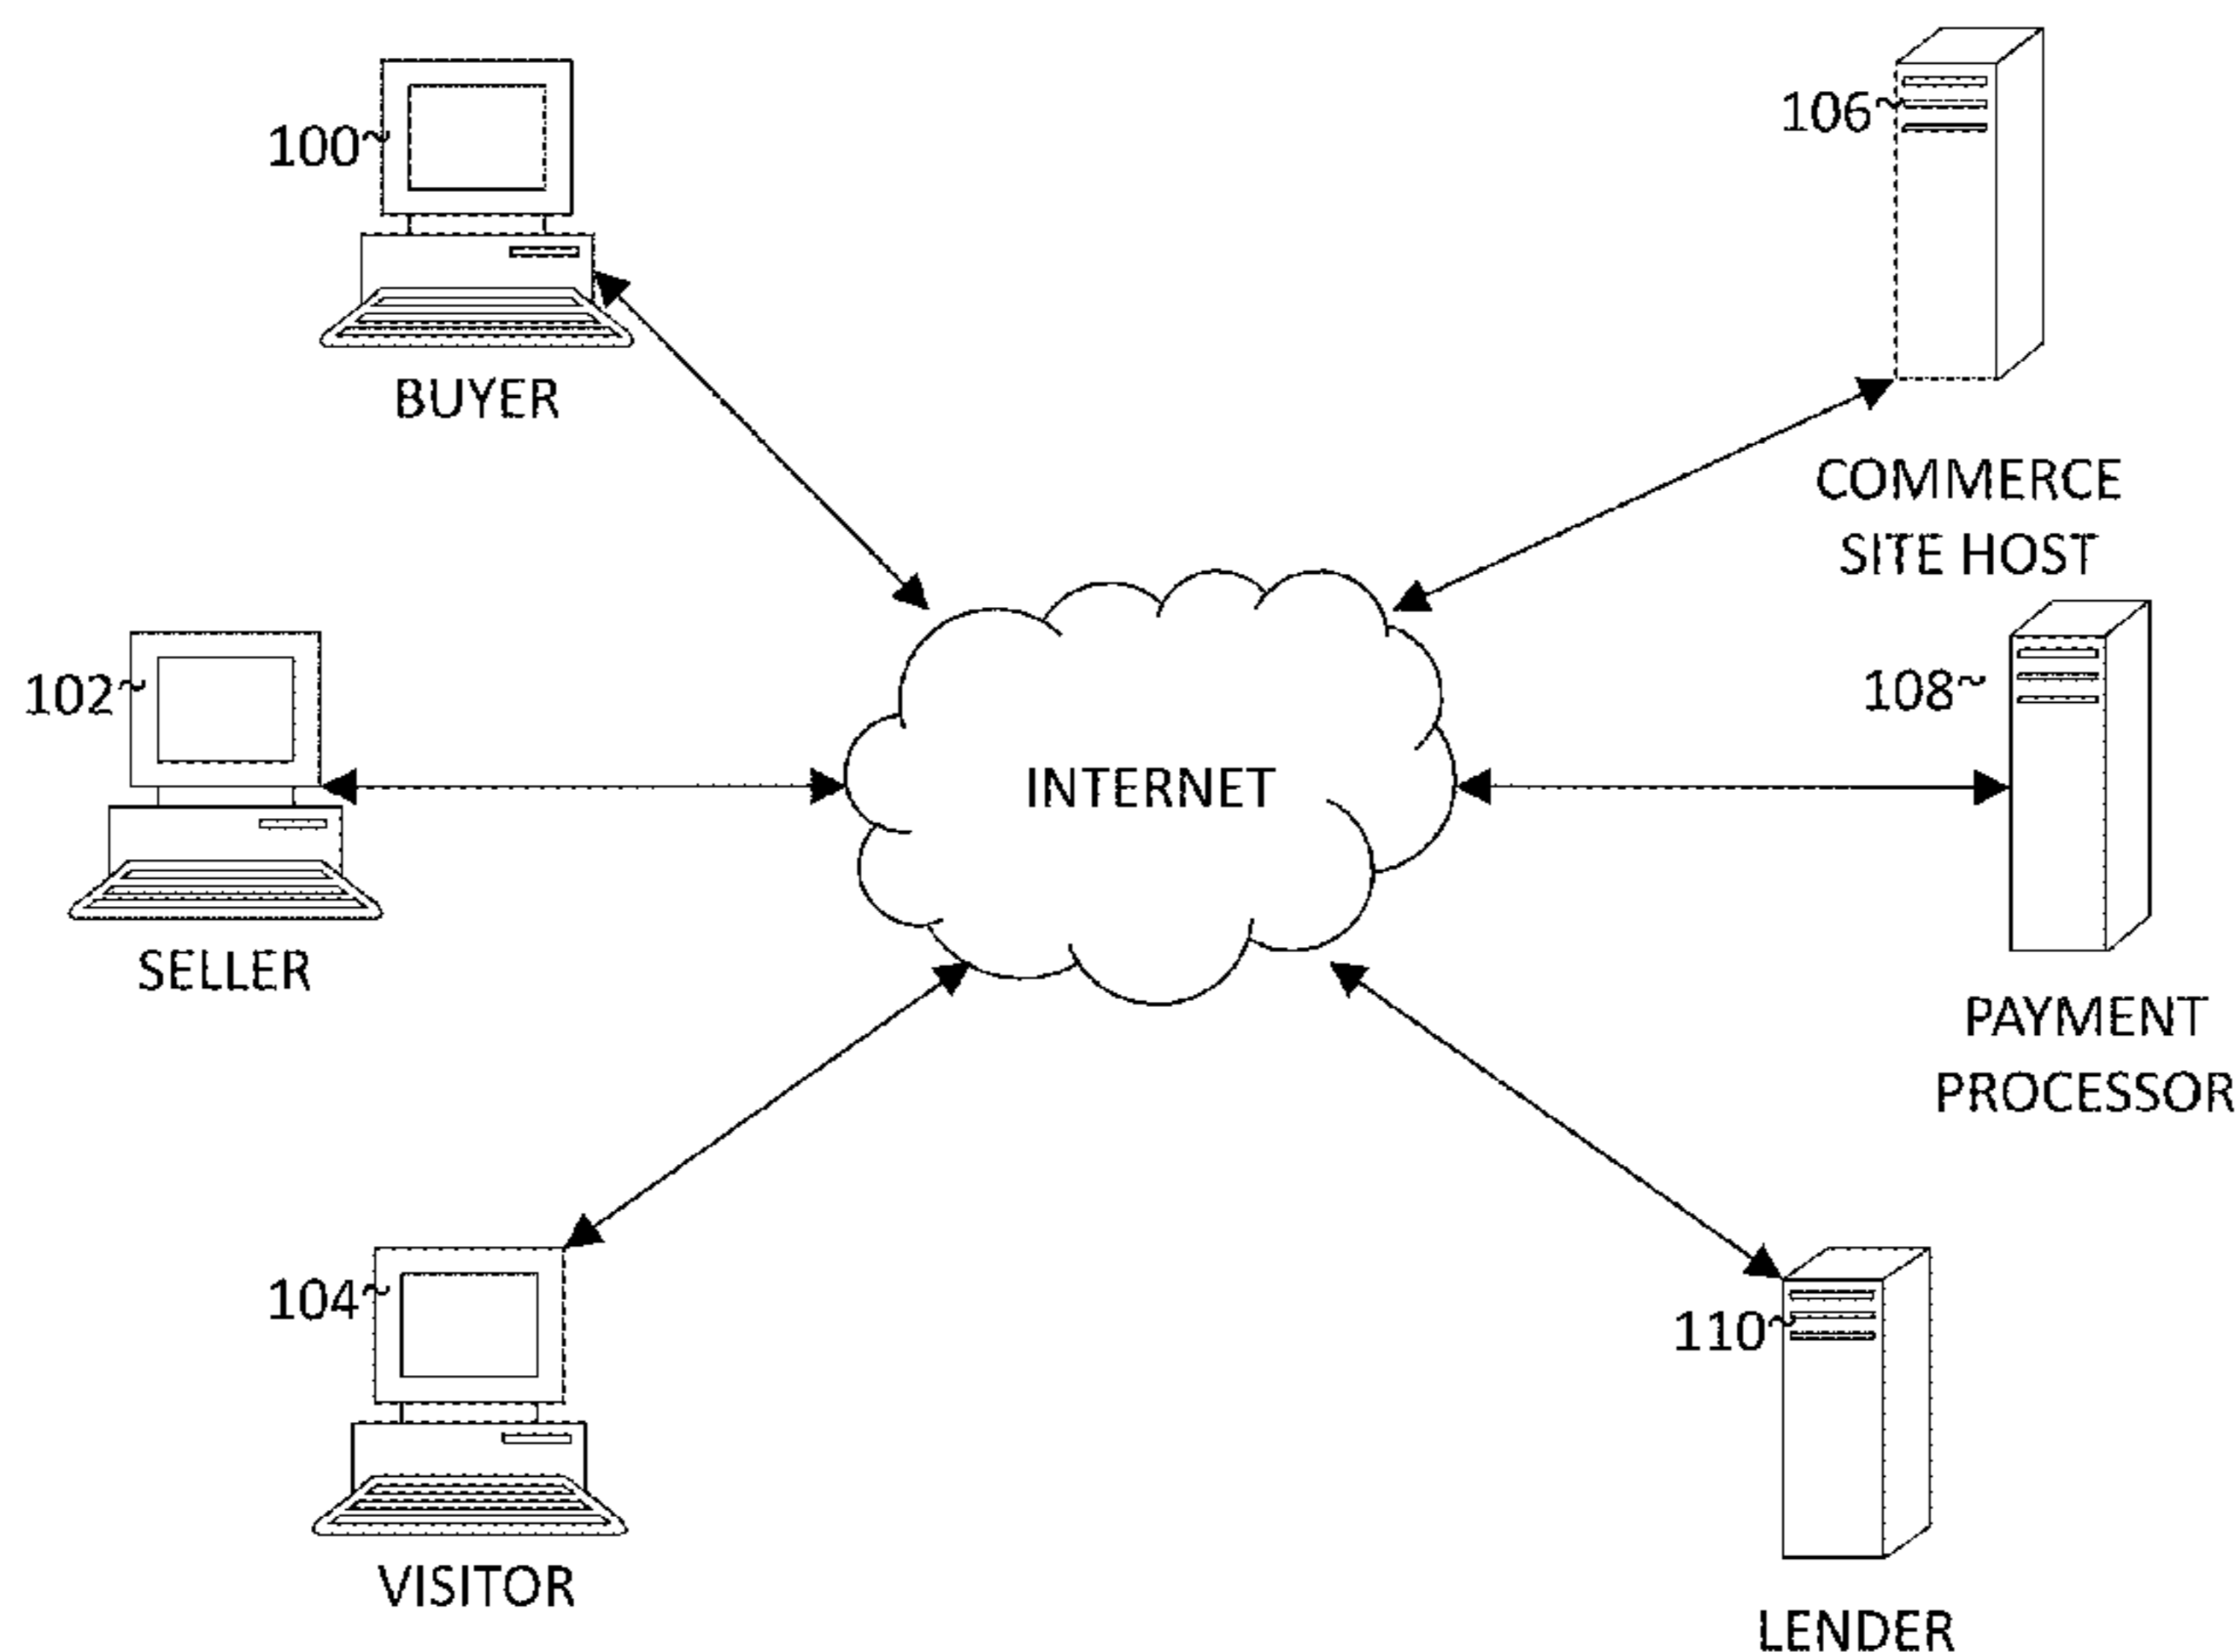 100~
BUYER
106~
COMMERCE
SITE HOST
102~
SELLER
INTERNET
108~
PAYMENT
PROCESSOR
104~
VISITOR
110~
LENDER